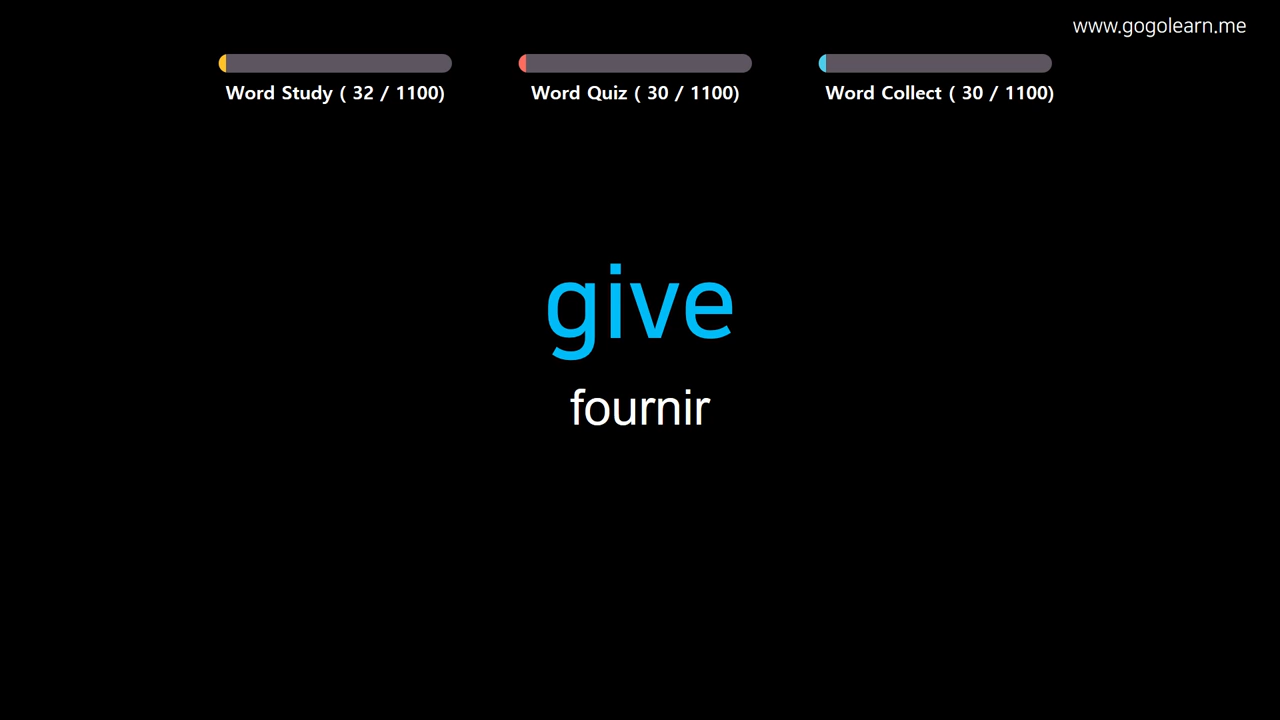 www.gogolearn.me
Word Study ( 32 / 1100)
Word Quiz ( 30 / 1100)
Word Collect ( 30 / 1100)
give
fournir